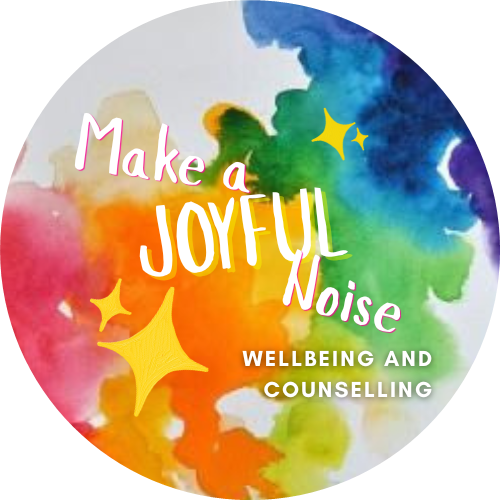 Make a
JOYFUL
Noise
WELLBEING AND
COUNSELLING